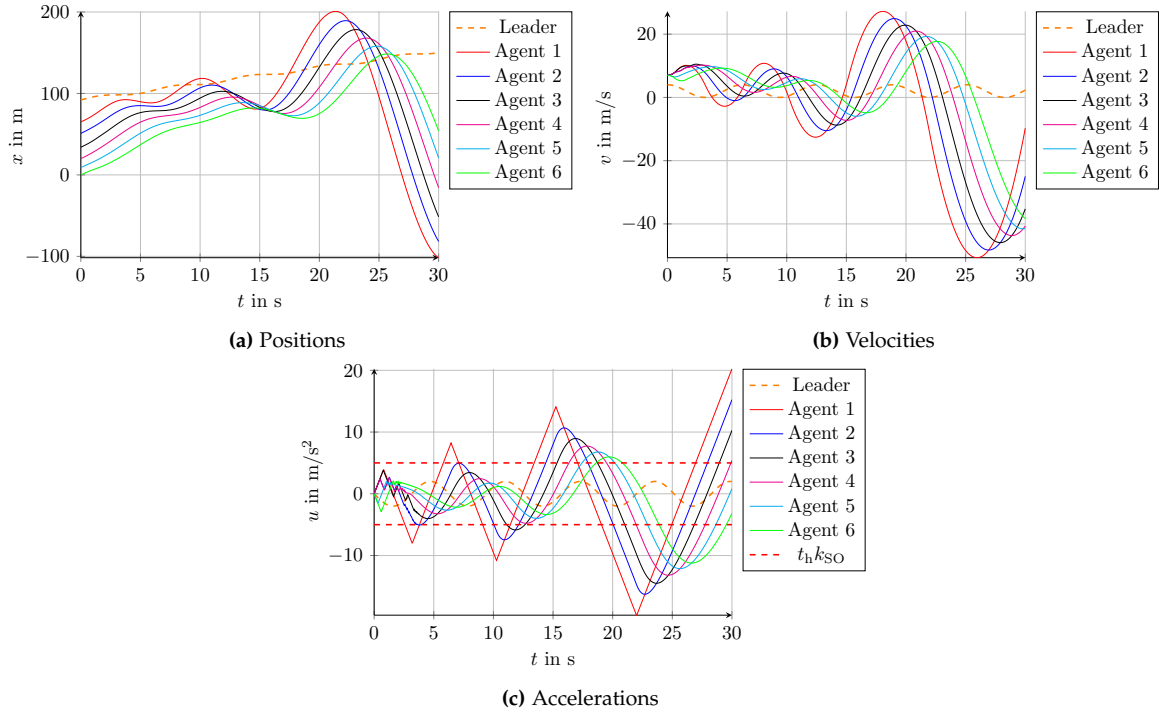 200
100
0
−100
x in m
0 5 10 15 20 25 30
t in s
Leader
Agent 1
Agent 2
Agent 3
Agent 4
Agent 5
Agent 6
(a) Positions
20
0
−20
−40
v in m/s
0 5 10 15 20 25 30
t in s
Leader
Agent 1
Agent 2
Agent 3
Agent 4
Agent 5
Agent 6
(b) Velocities
20
10
0
−10
u in m/s²
0 5 10 15 20 25 30
t in s
Leader
Agent 1
Agent 2
Agent 3
Agent 4
Agent 5
Agent 6
t_h k_SO
(c) Accelerations